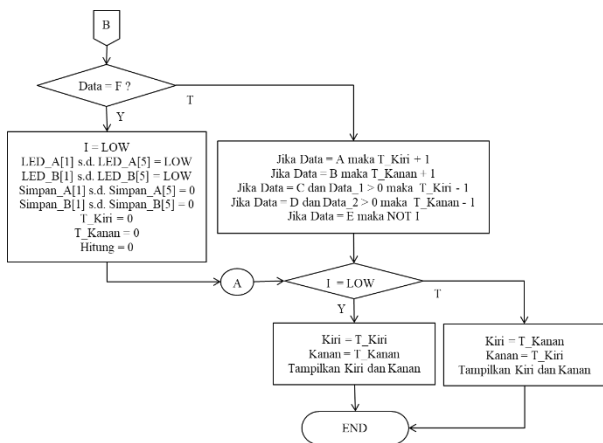 B
Data = F ?
T
Y
I = LOW
LED_A[1] s.d. LED_A[5] = LOW
LED_B[1] s.d. LED_B[5] = LOW
Simpan_A[1] s.d. Simpan_A[5] = 0
Simpan_B[1] s.d. Simpan_B[5] = 0
T_Kiri = 0
T_Kanan = 0
Hitung = 0
Jika Data = A maka T_Kiri + 1
Jika Data = B maka T_Kanan + 1
Jika Data = C dan Data_1 > 0 maka T_Kiri - 1
Jika Data = D dan Data_2 > 0 maka T_Kanan - 1
Jika Data = E maka NOT I
A
I = LOW
T
Y
Kiri = T_Kiri
Kanan = T_Kanan
Tampilkan Kiri dan Kanan
Kiri = T_Kanan
Kanan = T_Kiri
Tampilkan Kiri dan Kanan
END